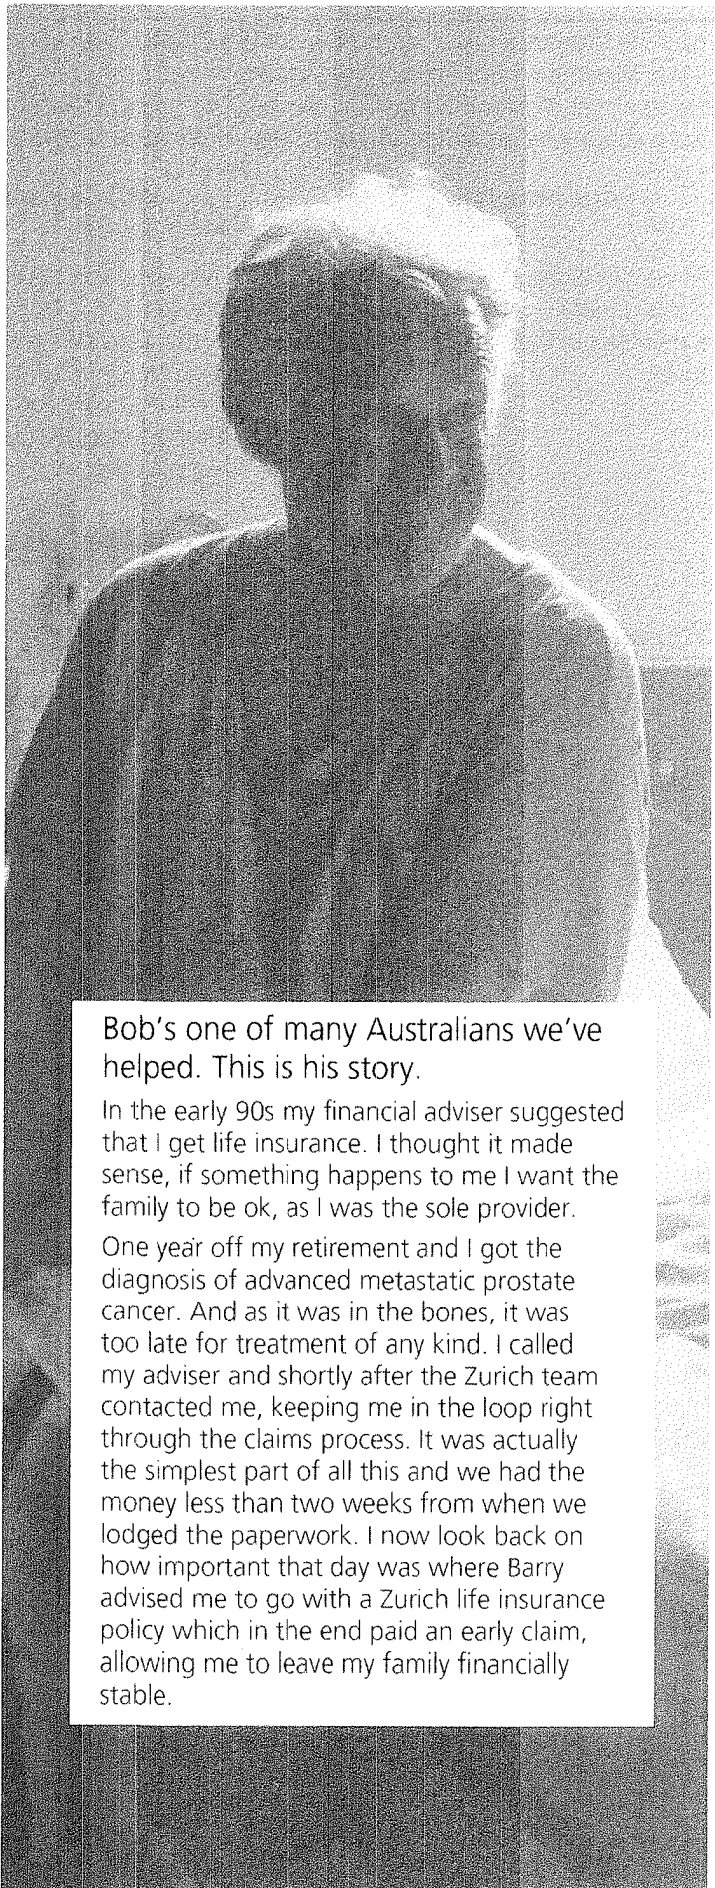 Bob's one of many Australians we've
helped. This is his story.
In the early 90s my financial adviser suggested
that I get life insurance. I thought it made
sense, if something happens to me I want the
family to be ok, as I was the sole provider.
One year off my retirement and I got the
diagnosis of advanced metastatic prostate
cancer. And as it was in the bones, it was
too late for treatment of any kind. I called
my adviser and shortly after the Zurich team
contacted me, keeping me in the loop right
through the claims process. It was actually
the simplest part of all this and we had the
money less than two weeks from when we
lodged the paperwork. I now look back on
how important that day was where Barry
advised me to go with a Zurich life insurance
policy which in the end paid an early claim,
allowing me to leave my family financially
stable.